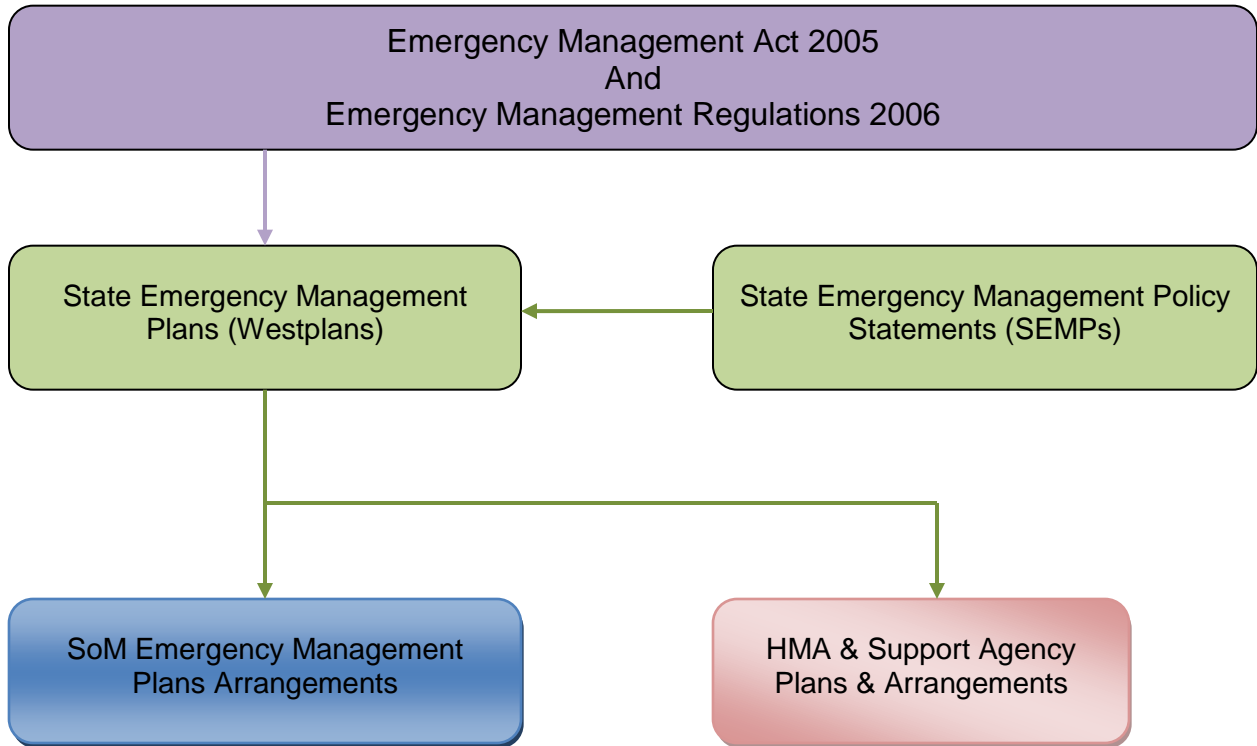 Emergency Management Act 2005
And
Emergency Management Regulations 2006
State Emergency Management
Plans (Westplans)
State Emergency Management Policy
Statements (SEMPs)
SoM Emergency Management
Plans Arrangements
HMA & Support Agency
Plans & Arrangements